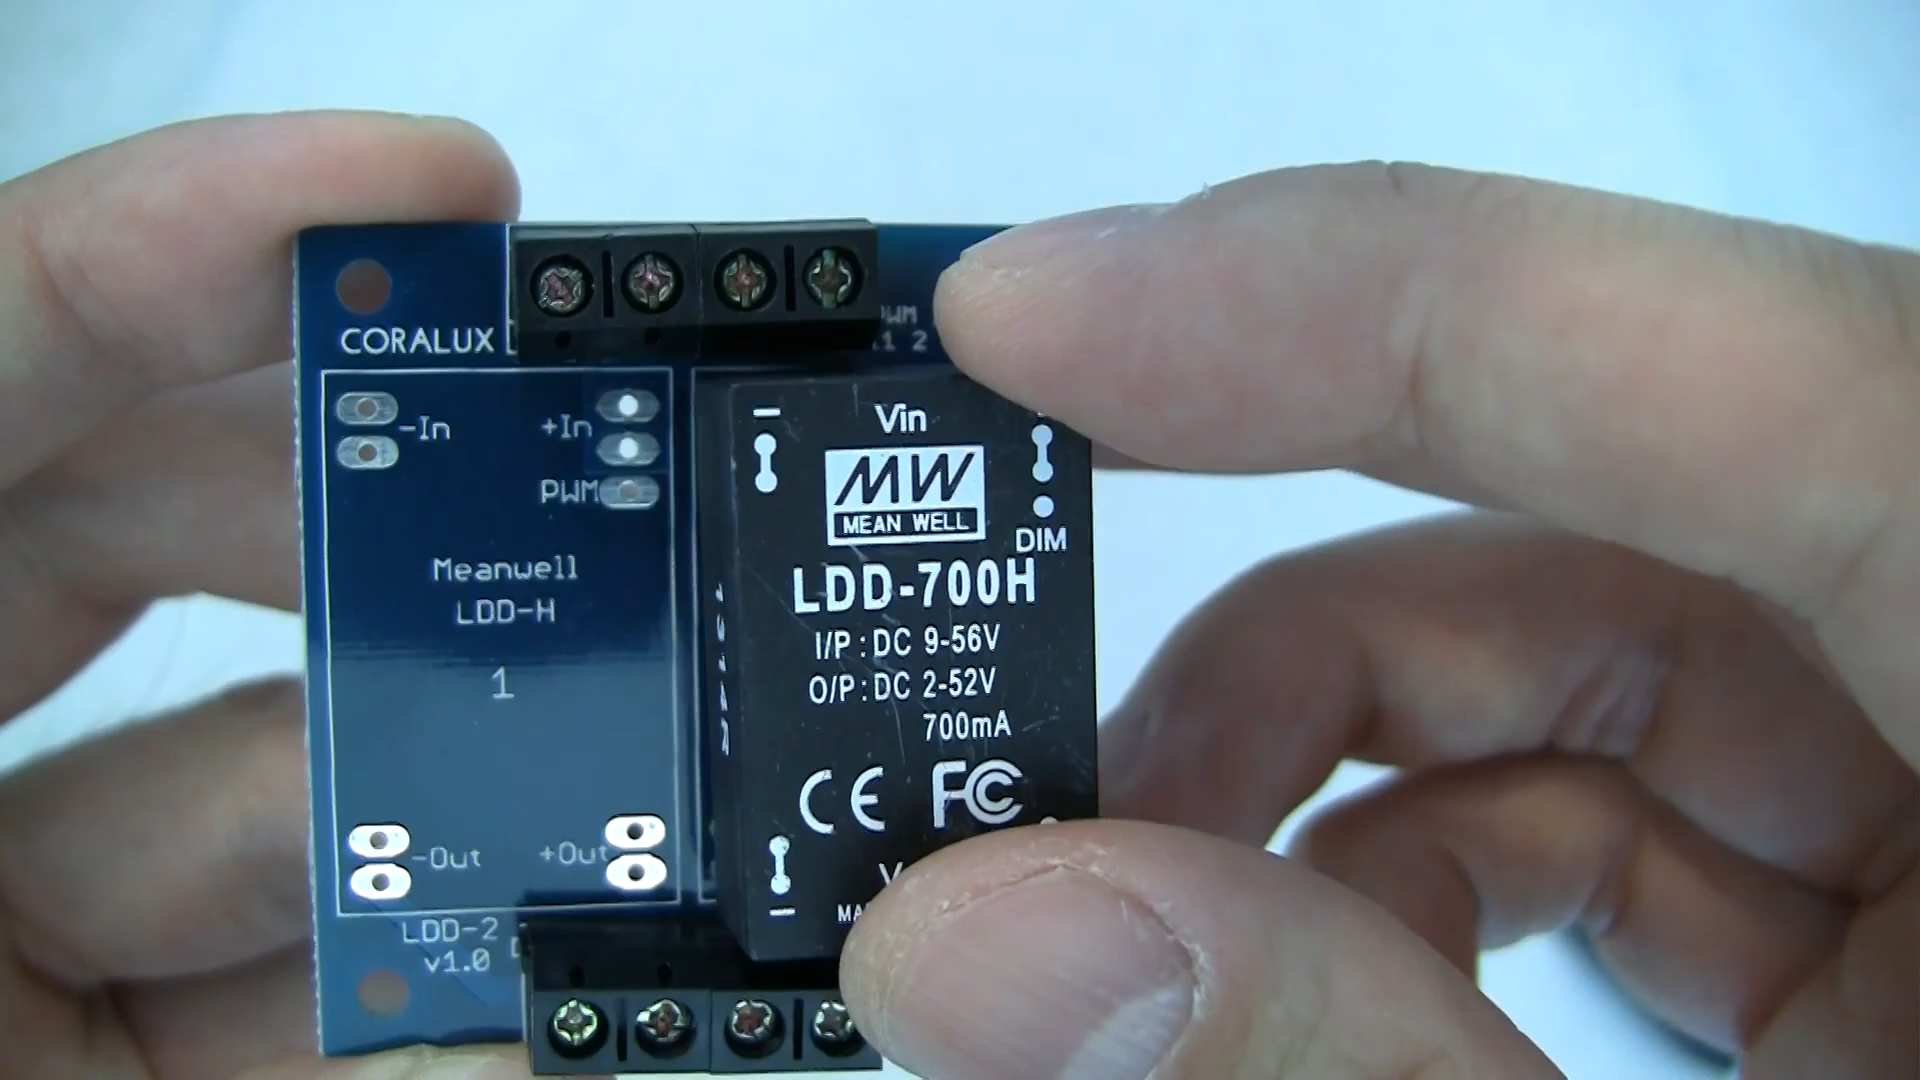 CORALUX
1 2
-In
+In
PWM
Meanwell
LDD-H
1
-Out
+Out
LDD-2
v1.0
Vin
MW
MEAN WELL
DIM
LDD-700H
I/P : DC 9-56V
O/P : DC 2-52V
700mA
CE FC